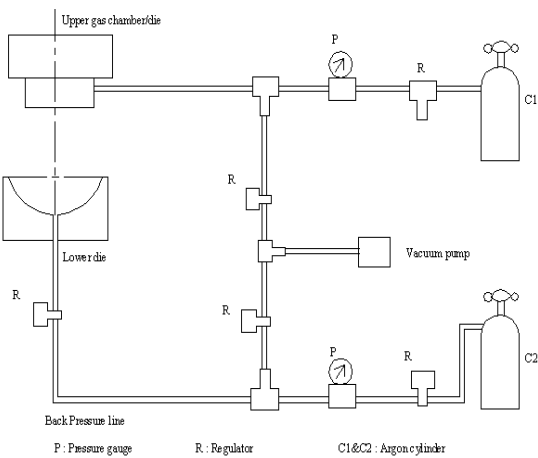 Upper gas chamber/die
P
R
C1
R
Lower die
Vacuum pump
R
R
P
R
C2
Back Pressure line
P : Pressure gauge
R : Regulator
C1&C2 : Argon cylinder